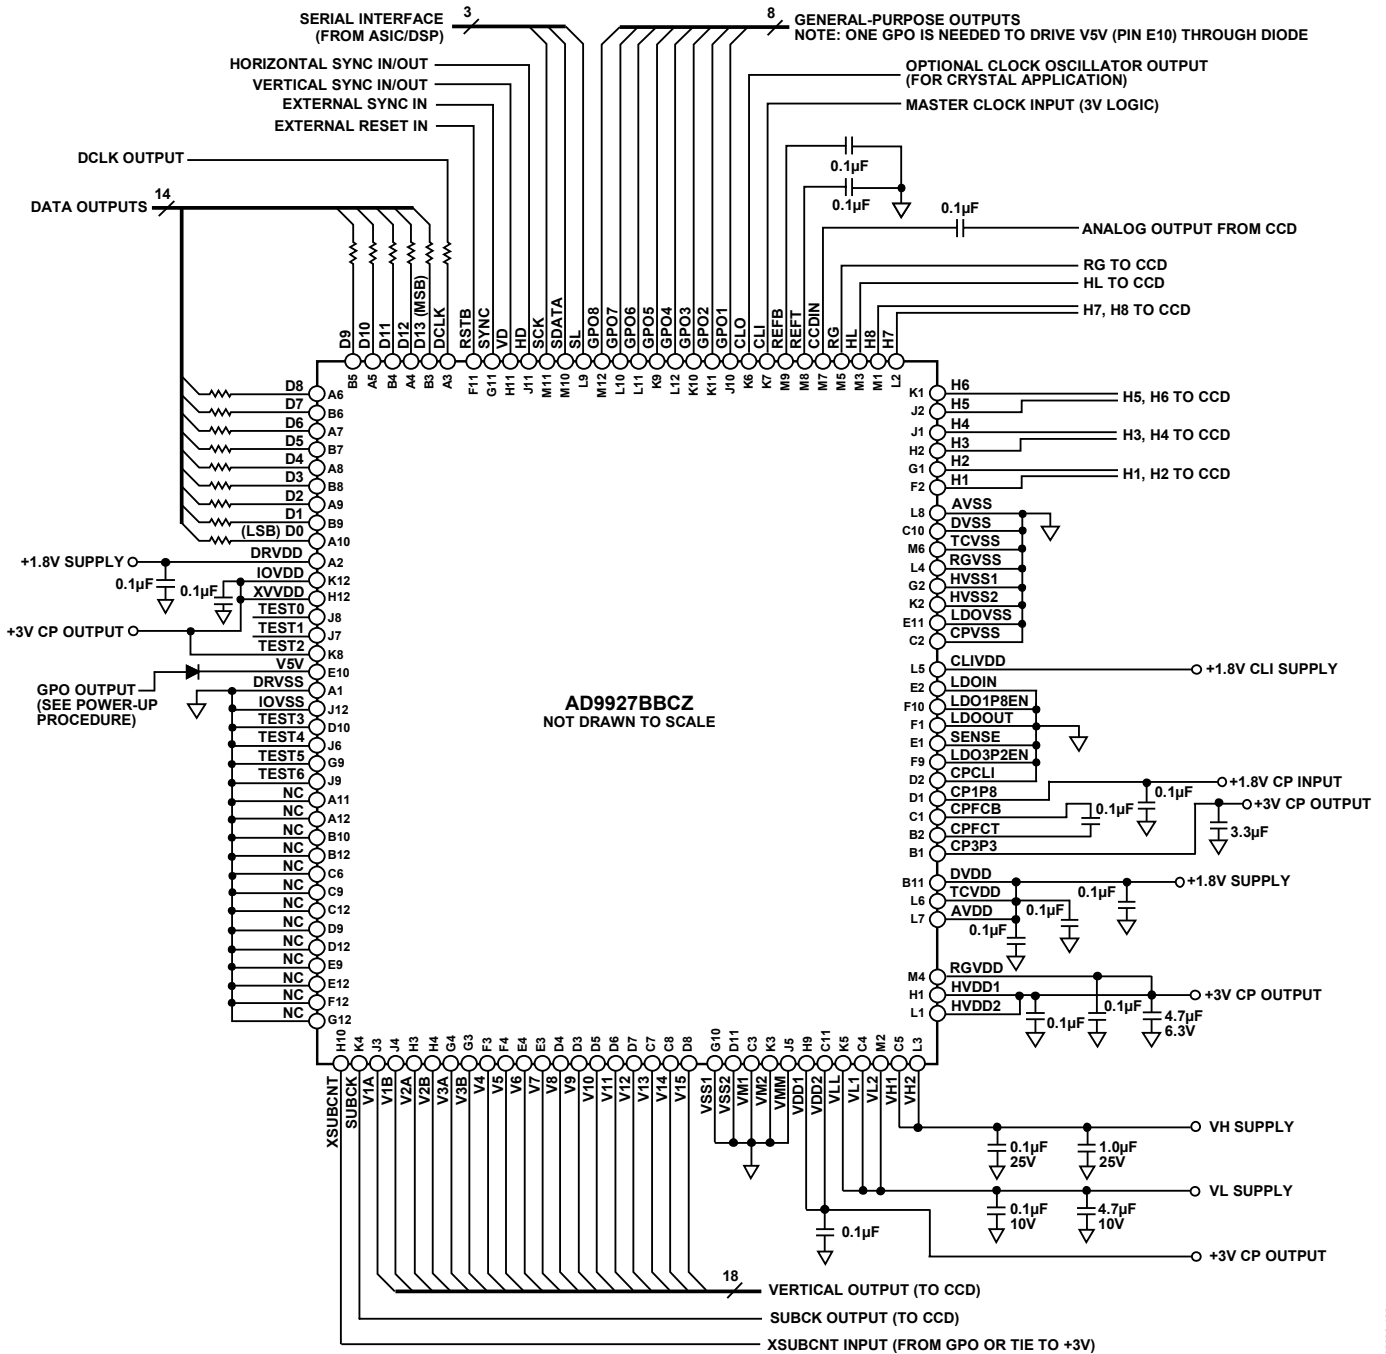 SERIAL INTERFACE
(FROM ASIC/DSP)
3
8
GENERAL-PURPOSE OUTPUTS
NOTE: ONE GPO IS NEEDED TO DRIVE V5V (PIN E10) THROUGH DIODE
HORIZONTAL SYNC IN/OUT
VERTICAL SYNC IN/OUT
EXTERNAL SYNC IN
EXTERNAL RESET IN
OPTIONAL CLOCK OSCILLATOR OUTPUT
(FOR CRYSTAL APPLICATION)
MASTER CLOCK INPUT (3V LOGIC)
DCLK OUTPUT
DATA OUTPUTS
14
0.1µF
0.1µF
0.1µF
ANALOG OUTPUT FROM CCD
RG TO CCD
HL TO CCD
H7, H8 TO CCD
D9
D10
D11
D12
D13 (MSB)
DCLK
RSTB
SYNC
VD
HD
SCK
SDATA
SL
GPO8
GPO7
GPO6
GPO5
GPO4
GPO3
GPO2
GPO1
CLO
CLI
REFB
REFT
CCDIN
RG
HL
H8
H7
B5
A5
B4
A4
B3
A3
F11
G11
H11
J11
M11
M10
L9
M12
L10
L11
K9
L12
K10
K11
J10
K6
K7
M9
M8
M7
M5
M3
M1
L2
D8 A6
D7 B6
D6 A7
D5 B7
D4 A8
D3 B8
D2 A9
D1 B9
(LSB) D0 A10
+1.8V SUPPLY
DRVDD A2
0.1µF
IOVDD K12
0.1µF
XVVDD H12
TEST0 J8
+3V CP OUTPUT
TEST1 J7
TEST2 K8
V5V E10
GPO OUTPUT
(SEE POWER-UP
PROCEDURE)
DRVSS A1
IOVSS J12
TEST3 D10
TEST4 J6
TEST5 G9
TEST6 J9
NC A11
NC A12
NC B10
NC B12
NC C6
NC C9
NC C12
NC D9
NC D12
NC E9
NC E12
NC F12
NC G12
AD9927BBCZ
NOT DRAWN TO SCALE
K1 H6
J2 H5
H5, H6 TO CCD
J1 H4
H2 H3
H3, H4 TO CCD
G1 H2
F2 H1
H1, H2 TO CCD
L8 AVSS
C10 DVSS
M6 TCVSS
L4 RGVSS
G2 HVSS1
K2 HVSS2
E11 LDOVSS
C2 CPVSS
L5 CLIVDD
+1.8V CLI SUPPLY
E2 LDOIN
F10 LDO1P8EN
F1 LDOOUT
E1 SENSE
F9 LDO3P2EN
D2 CPCLI
D1 CP1P8
0.1µF
+1.8V CP INPUT
C1 CPFCB
0.1µF
B2 CPFCT
B1 CP3P3
+3V CP OUTPUT
3.3µF
B11 DVDD
0.1µF
+1.8V SUPPLY
L6 TCVDD
0.1µF
L7 AVDD
0.1µF
M4 RGVDD
H1 HVDD1
L1 HVDD2
0.1µF
0.1µF
+3V CP OUTPUT
4.7µF
6.3V
H10
K4
J3
J4
H3
H4
G4
G3
F3
F4
E4
E3
D4
D3
D5
D6
D7
C7
C8
D8
G10
D11
C3
K3
J5
H9
C11
K5
C4
M2
C5
L3
XSUBCNT
SUBCK
V1A
V1B
V2A
V2B
V3A
V3B
V4
V5
V6
V7
V8
V9
V10
V11
V12
V13
V14
V15
VSS1
VSS2
VM1
VM2
VMM
VDD1
VDD2
VLL
VL1
VL2
VH1
VH2
VH SUPPLY
0.1µF
25V
1.0µF
25V
VL SUPPLY
0.1µF
10V
4.7µF
10V
0.1µF
+3V CP OUTPUT
18
VERTICAL OUTPUT (TO CCD)
SUBCK OUTPUT (TO CCD)
XSUBCNT INPUT (FROM GPO OR TIE TO +3V)